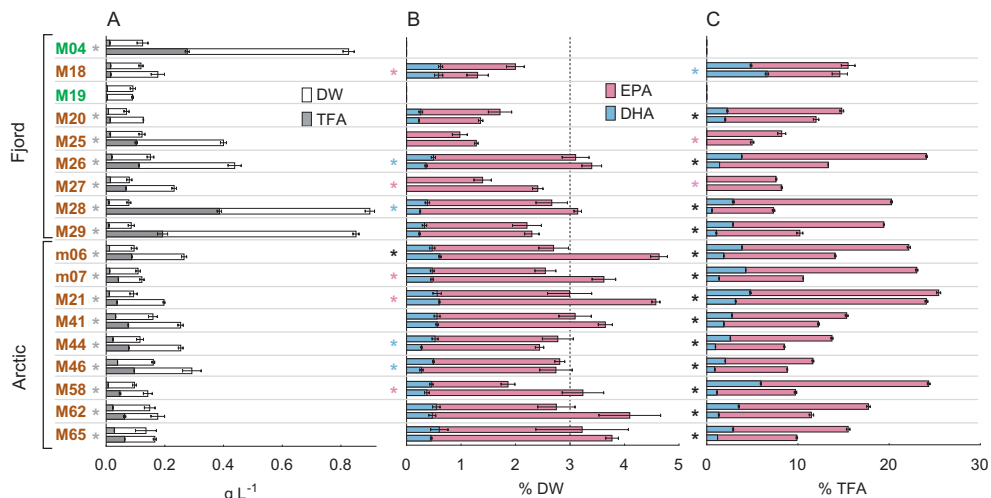 A B C
M04 *
M18 * * *
M19
M20 * *
M25 * *
M26 * * *
M27 * * *
M28 * * *
M29 * *
m06 * * *
m07 * * *
M21 * * *
M41 * *
M44 * * *
M46 * * *
M58 * * *
M62 * *
M65 * *
Fjord
Arctic
DW
TFA
EPA
DHA
0.0 0.2 0.4 0.6 0.8
g L-1
0 1 2 3 4 5
% DW
0 10 20 30
% TFA